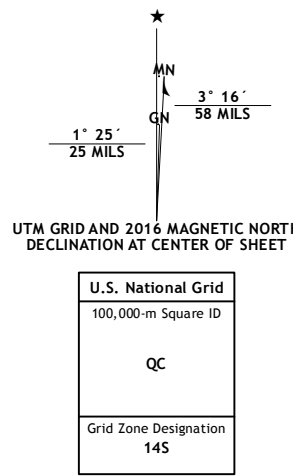 MN
3° 16´
58 MILS
GN
1° 25´
25 MILS
UTM GRID AND 2016 MAGNETIC NORTH
DECLINATION AT CENTER OF SHEET
U.S. National Grid
100,000-m Square ID
QC
Grid Zone Designation
14S